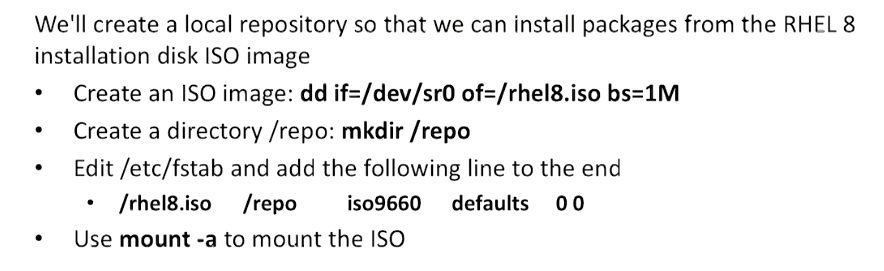 We'll create a local repository so that we can install packages from the RHEL 8
installation disk ISO image
• Create an ISO image: dd if=/dev/sr0 of=/rhel8.iso bs=1M
• Create a directory /repo: mkdir /repo
• Edit /etc/fstab and add the following line to the end
• /rhel8.iso /repo iso9660 defaults 0 0
• Use mount -a to mount the ISO